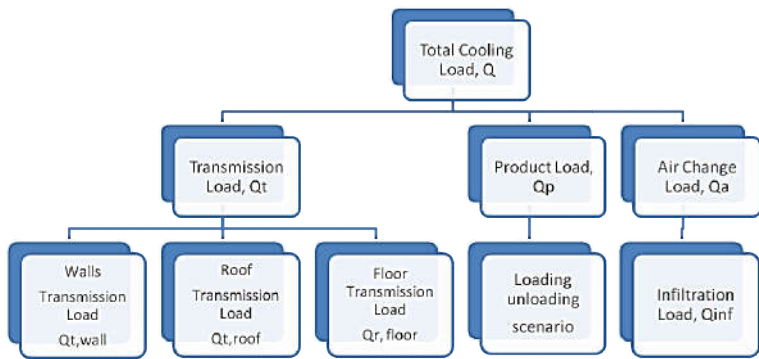 Total Cooling
Load, Q
Transmission
Load, Qt
Product Load,
Qp
Air Change
Load, Qa
Walls
Transmission
Load
Qt,wall
Roof
Transmission
Load
Qt,roof
Floor
Transmission
Load
Qr, floor
Loading
unloading
scenario
Infiltration
Load, Qinf